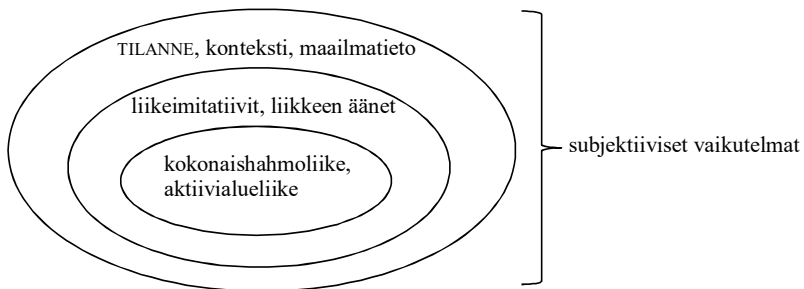 TILANNE, konteksti, maailmatieto
liikeimitatiivit, liikkeen äänet
kokonaishahmoliike,
aktiivialueliike
subjektiiviset vaikutelmat